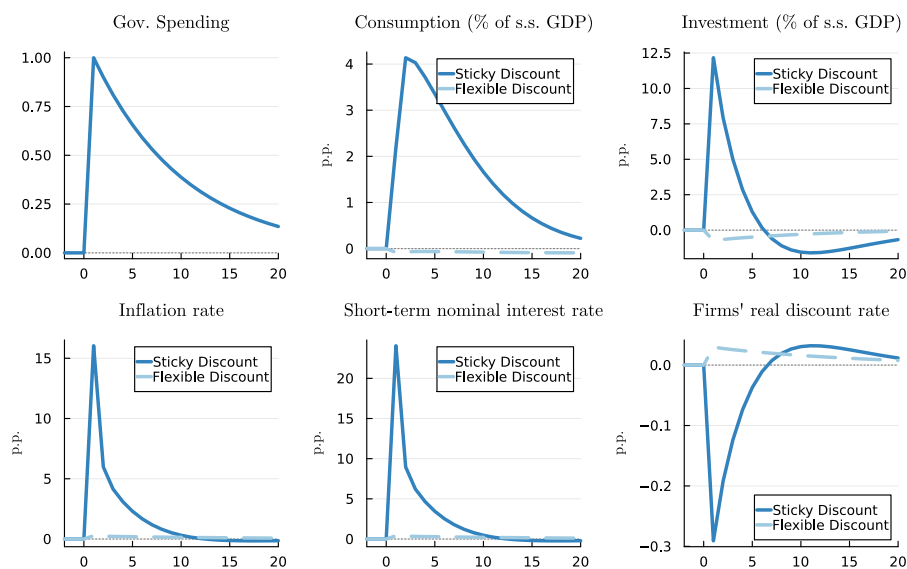 Gov. Spending
1.00
0.75
0.50
0.25
0.00
0
5
10
15
20
Consumption (% of s.s. GDP)
p.p.
4
3
2
1
0
Sticky Discount
Flexible Discount
0
5
10
15
20
Investment (% of s.s. GDP)
p.p.
12.5
10.0
7.5
5.0
2.5
0.0
Sticky Discount
Flexible Discount
0
5
10
15
20
Inflation rate
p.p.
15
10
5
0
Sticky Discount
Flexible Discount
0
5
10
15
20
Short-term nominal interest rate
p.p.
20
15
10
5
0
Sticky Discount
Flexible Discount
0
5
10
15
20
Firms' real discount rate
p.p.
0.0
−0.1
−0.2
−0.3
Sticky Discount
Flexible Discount
0
5
10
15
20